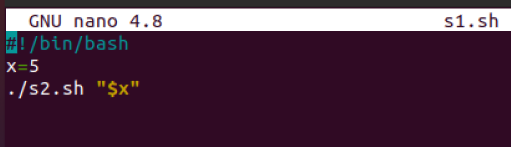 GNU nano 4.8 s1.sh
#!/bin/bash
x=5
./s2.sh "$x"